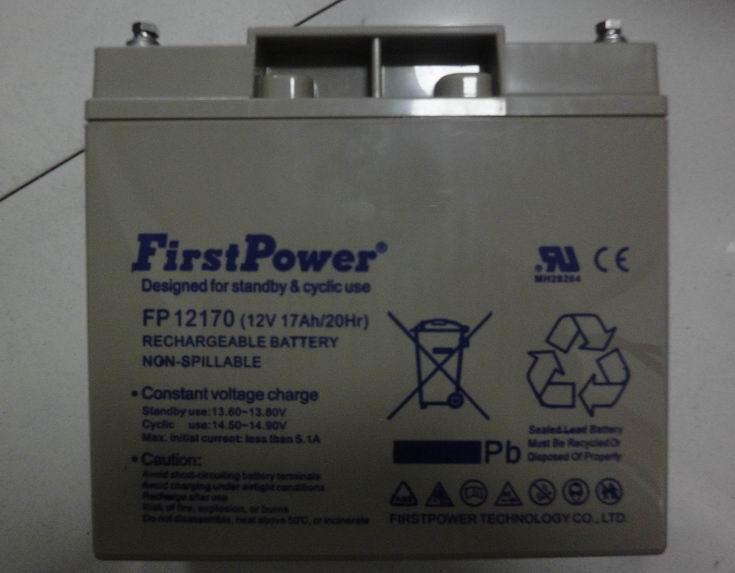 FirstPower®
Designed for standby & cyclic use
FP 12170 (12V 17Ah/20Hr)
RECHARGEABLE BATTERY
NON-SPILLABLE
• Constant voltage charge
Standby use:13.60~13.80V
Cyclic use:14.50~14.90V
Max. initial current: less than 5.1A
• Caution:
Avoid short-circuiting battery terminals
Avoid charging under airtight conditions
Recharge after use
Risk of fire, explosion, or burns
Do not disassemble, heat above 50°C, or incinerate
RU CE
MH28204
Pb
Sealed Lead Battery
Must Be Recycled Or
Disposed Of Properly
FIRSTPOWER TECHNOLOGY CO., LTD.